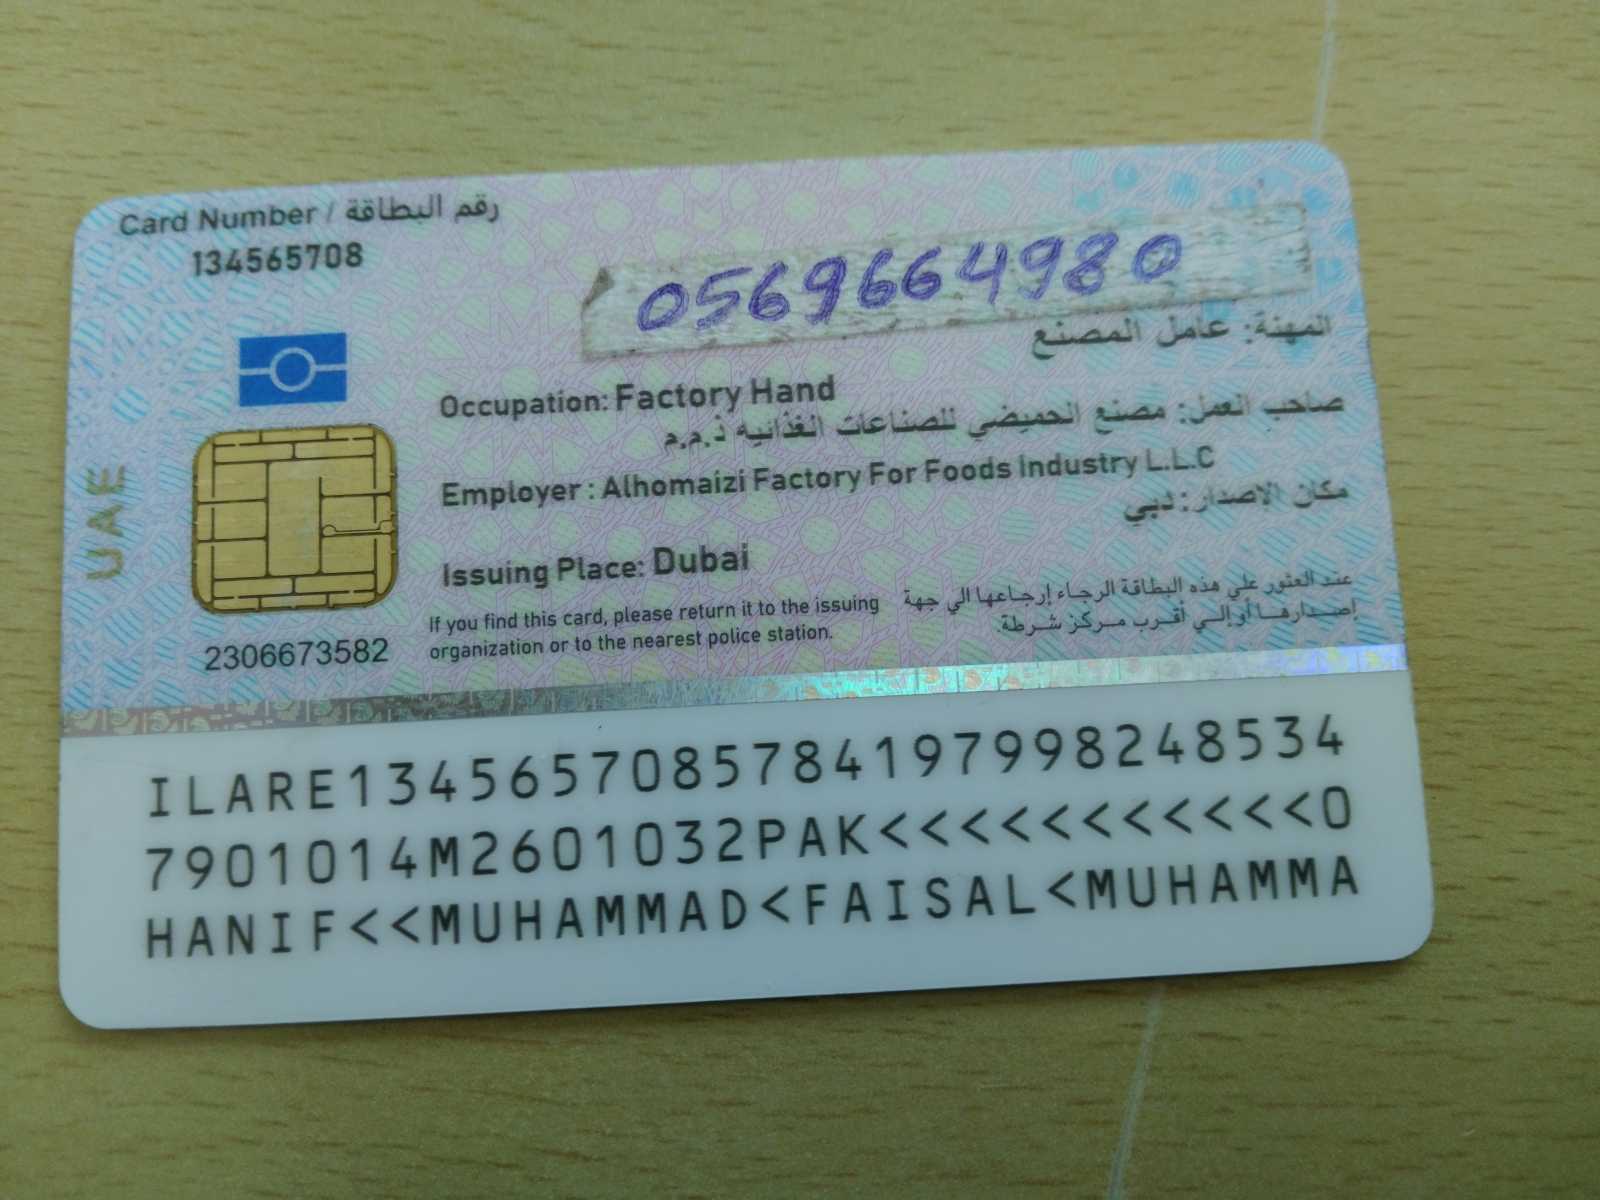 Card Number / رقم البطاقة
134565708
0569664980
المهنة: عامل المصنع
Occupation: Factory Hand
صاحب العمل: مصنع الحميضي للصناعات الغذائيه ذ.م.م
Employer : Alhomaizi Factory For Foods Industry L.L.C
مكان الاصدار: دبي
Issuing Place: Dubai
UAE
عند العثور علي هذه البطاقة الرجاء إرجاعها الي جهة
إصدارها أو إلي أقرب مركز شرطة.
If you find this card, please return it to the issuing
organization or to the nearest police station.
2306673582
ILARE1345657085784197998248534
7901014M2601032PAK<<<<<<<<<<<0
HANIF<<MUHAMMAD<FAISAL<MUHAMMA